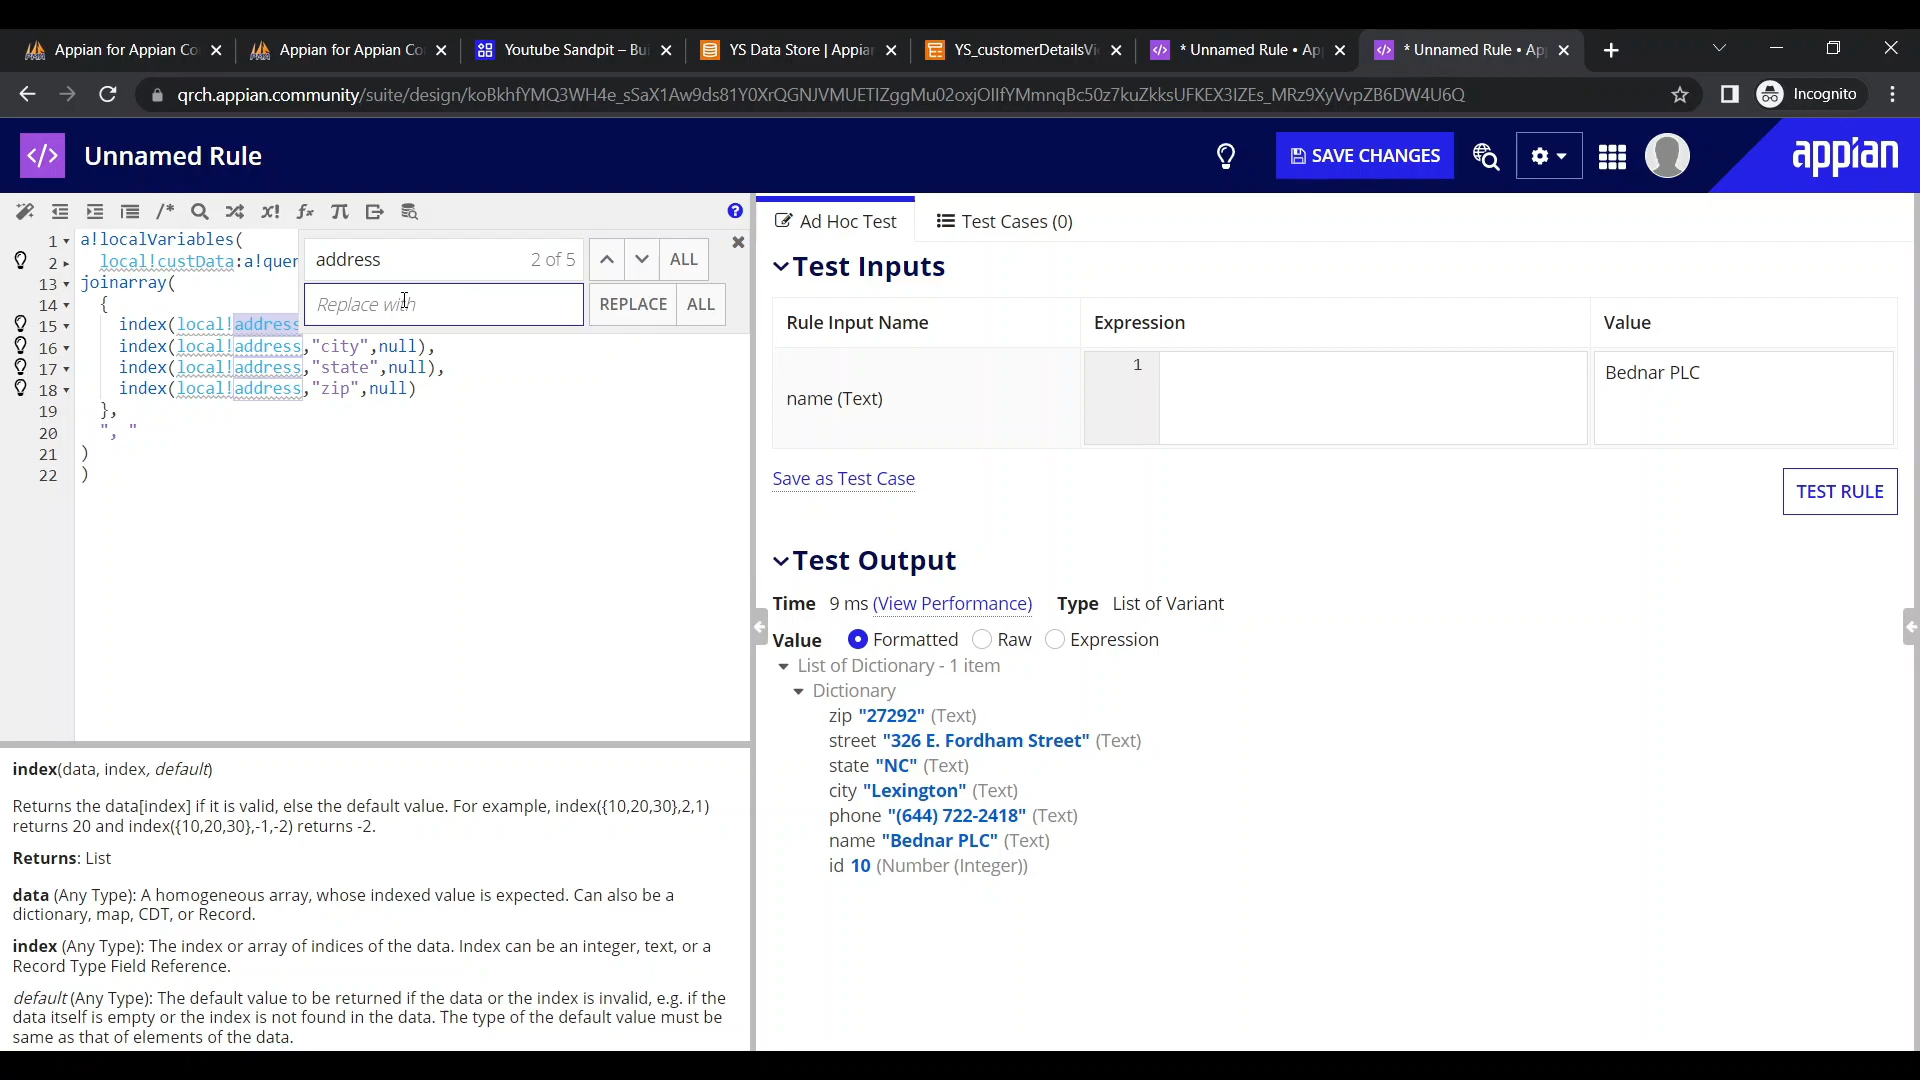 Appian for Appian Co
Appian for Appian Co
Youtube Sandpit – Bui
YS Data Store | Appian
YS_customerDetailsVi
* Unnamed Rule • Ap
* Unnamed Rule • Ap
qrch.appian.community/suite/design/koBkhfYMQ3WH4e_sSaX1Aw9ds81Y0XrQGNJVMUETlZggMu02oxjOlIfYMmnqBc50z7kuZkksUFKEX3IZEs_MRz9XyVvpZB6DW4U6Q
Incognito
Unnamed Rule
SAVE CHANGES
appian
1 a!localVariables(
2 local!custData:a!quer
13 joinarray(
14 {
15 index(local!address
16 index(local!address,"city",null),
17 index(local!address,"state",null),
18 index(local!address,"zip",null)
19 },
20 ", "
21 )
22 )
address 2 of 5 ALL
Replace with REPLACE ALL
index(data, index, default)
Returns the data[index] if it is valid, else the default value. For example, index({10,20,30},2,1)
returns 20 and index({10,20,30},-1,-2) returns -2.
Returns: List
data (Any Type): A homogeneous array, whose indexed value is expected. Can also be a
dictionary, map, CDT, or Record.
index (Any Type): The index or array of indices of the data. Index can be an integer, text, or a
Record Type Field Reference.
default (Any Type): The default value to be returned if the data or the index is invalid, e.g. if the
data itself is empty or the index is not found in the data. The type of the default value must be
same as that of elements of the data.
Ad Hoc Test Test Cases (0)
Test Inputs
Rule Input Name Expression Value
name (Text) 1 Bednar PLC
Save as Test Case
TEST RULE
Test Output
Time 9 ms (View Performance) Type List of Variant
Value Formatted Raw Expression
List of Dictionary - 1 item
Dictionary
zip "27292" (Text)
street "326 E. Fordham Street" (Text)
state "NC" (Text)
city "Lexington" (Text)
phone "(644) 722-2418" (Text)
name "Bednar PLC" (Text)
id 10 (Number (Integer))